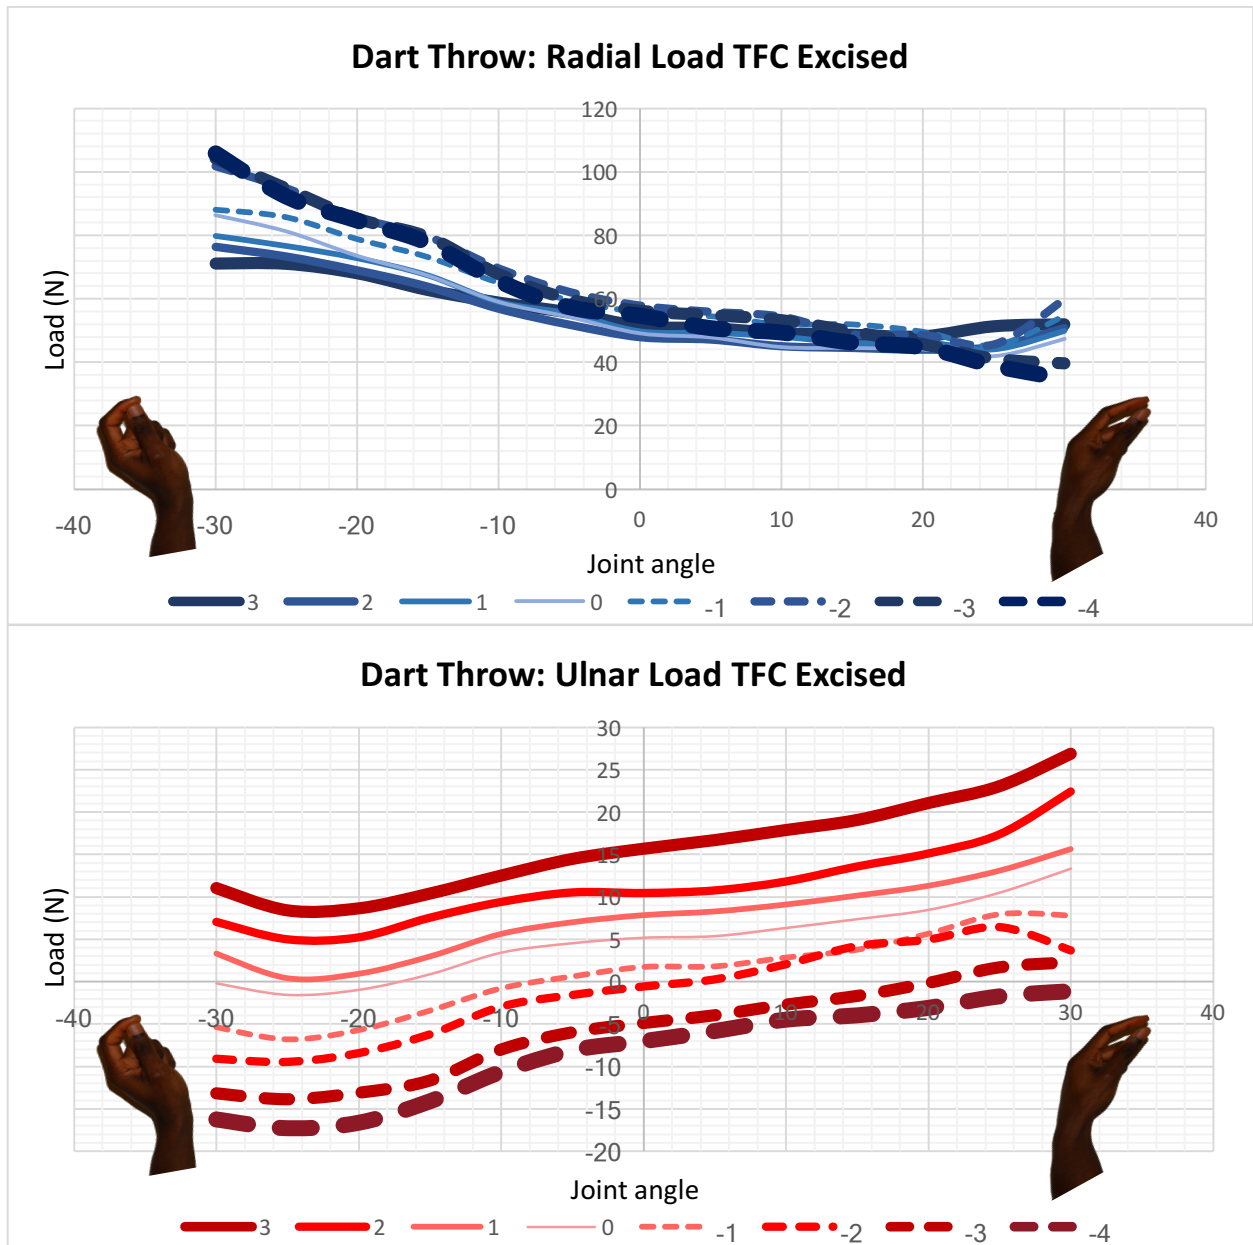 Dart Throw: Radial Load TFC Excised
120
100
80
60
40
20
0
Load (N)
-40 -30 -20 -10 0 10 20 40
Joint angle
3 2 1 0 -1 -2 -3 -4
Dart Throw: Ulnar Load TFC Excised
30
25
20
15
10
5
0
-5
-10
-15
-20
Load (N)
-40 -30 -20 -10 0 10 20 30 40
Joint angle
3 2 1 0 -1 -2 -3 -4